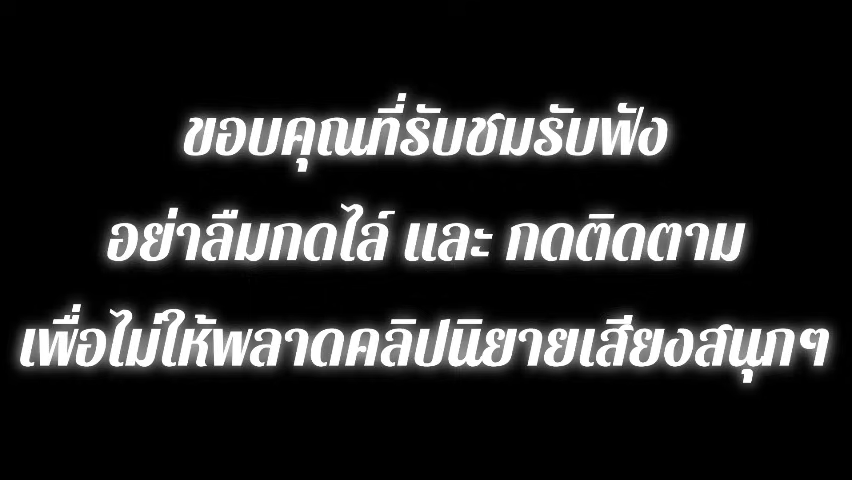 ขอบคุณที่รับชมรับฟัง
อย่าลืมกดไล์ และ กดติดตาม
เพื่อไม่ให้พลาดคลิปนิยายเสียงสนุกๆ